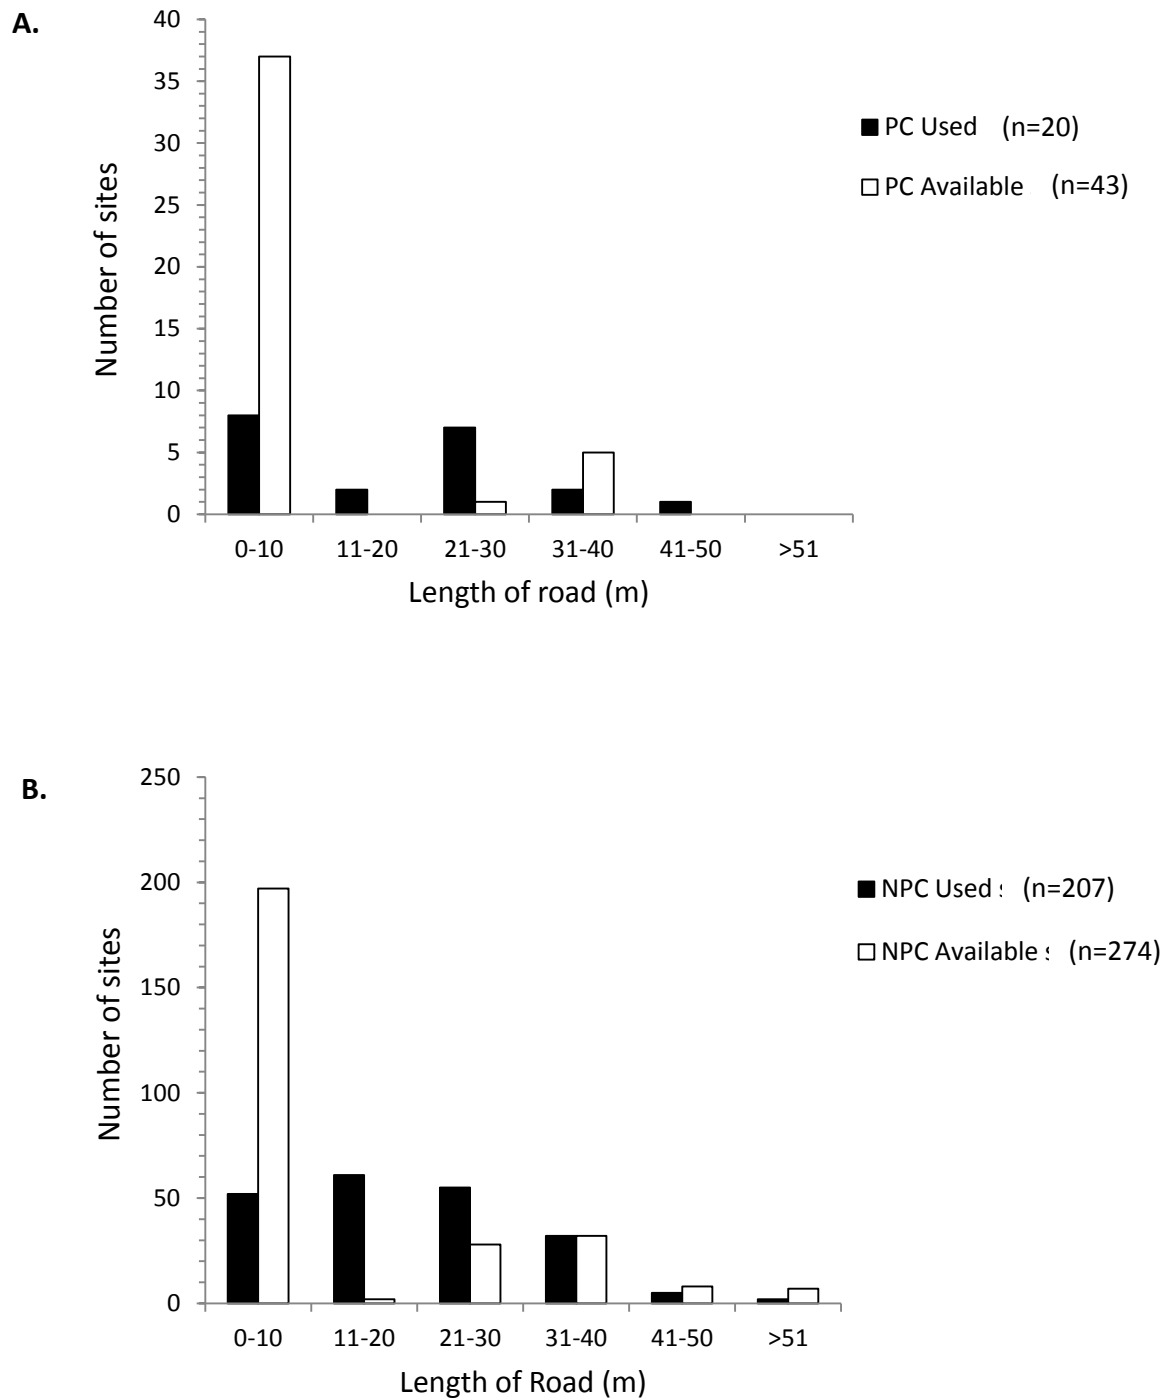 A.
40
35
30
25
20
15
10
5
0
Number of sites
PC Used (n=20)
PC Available (n=43)
0-10 11-20 21-30 31-40 41-50 >51
Length of road (m)
B.
250
200
150
100
50
0
Number of sites
NPC Used (n=207)
NPC Available (n=274)
0-10 11-20 21-30 31-40 41-50 >51
Length of Road (m)